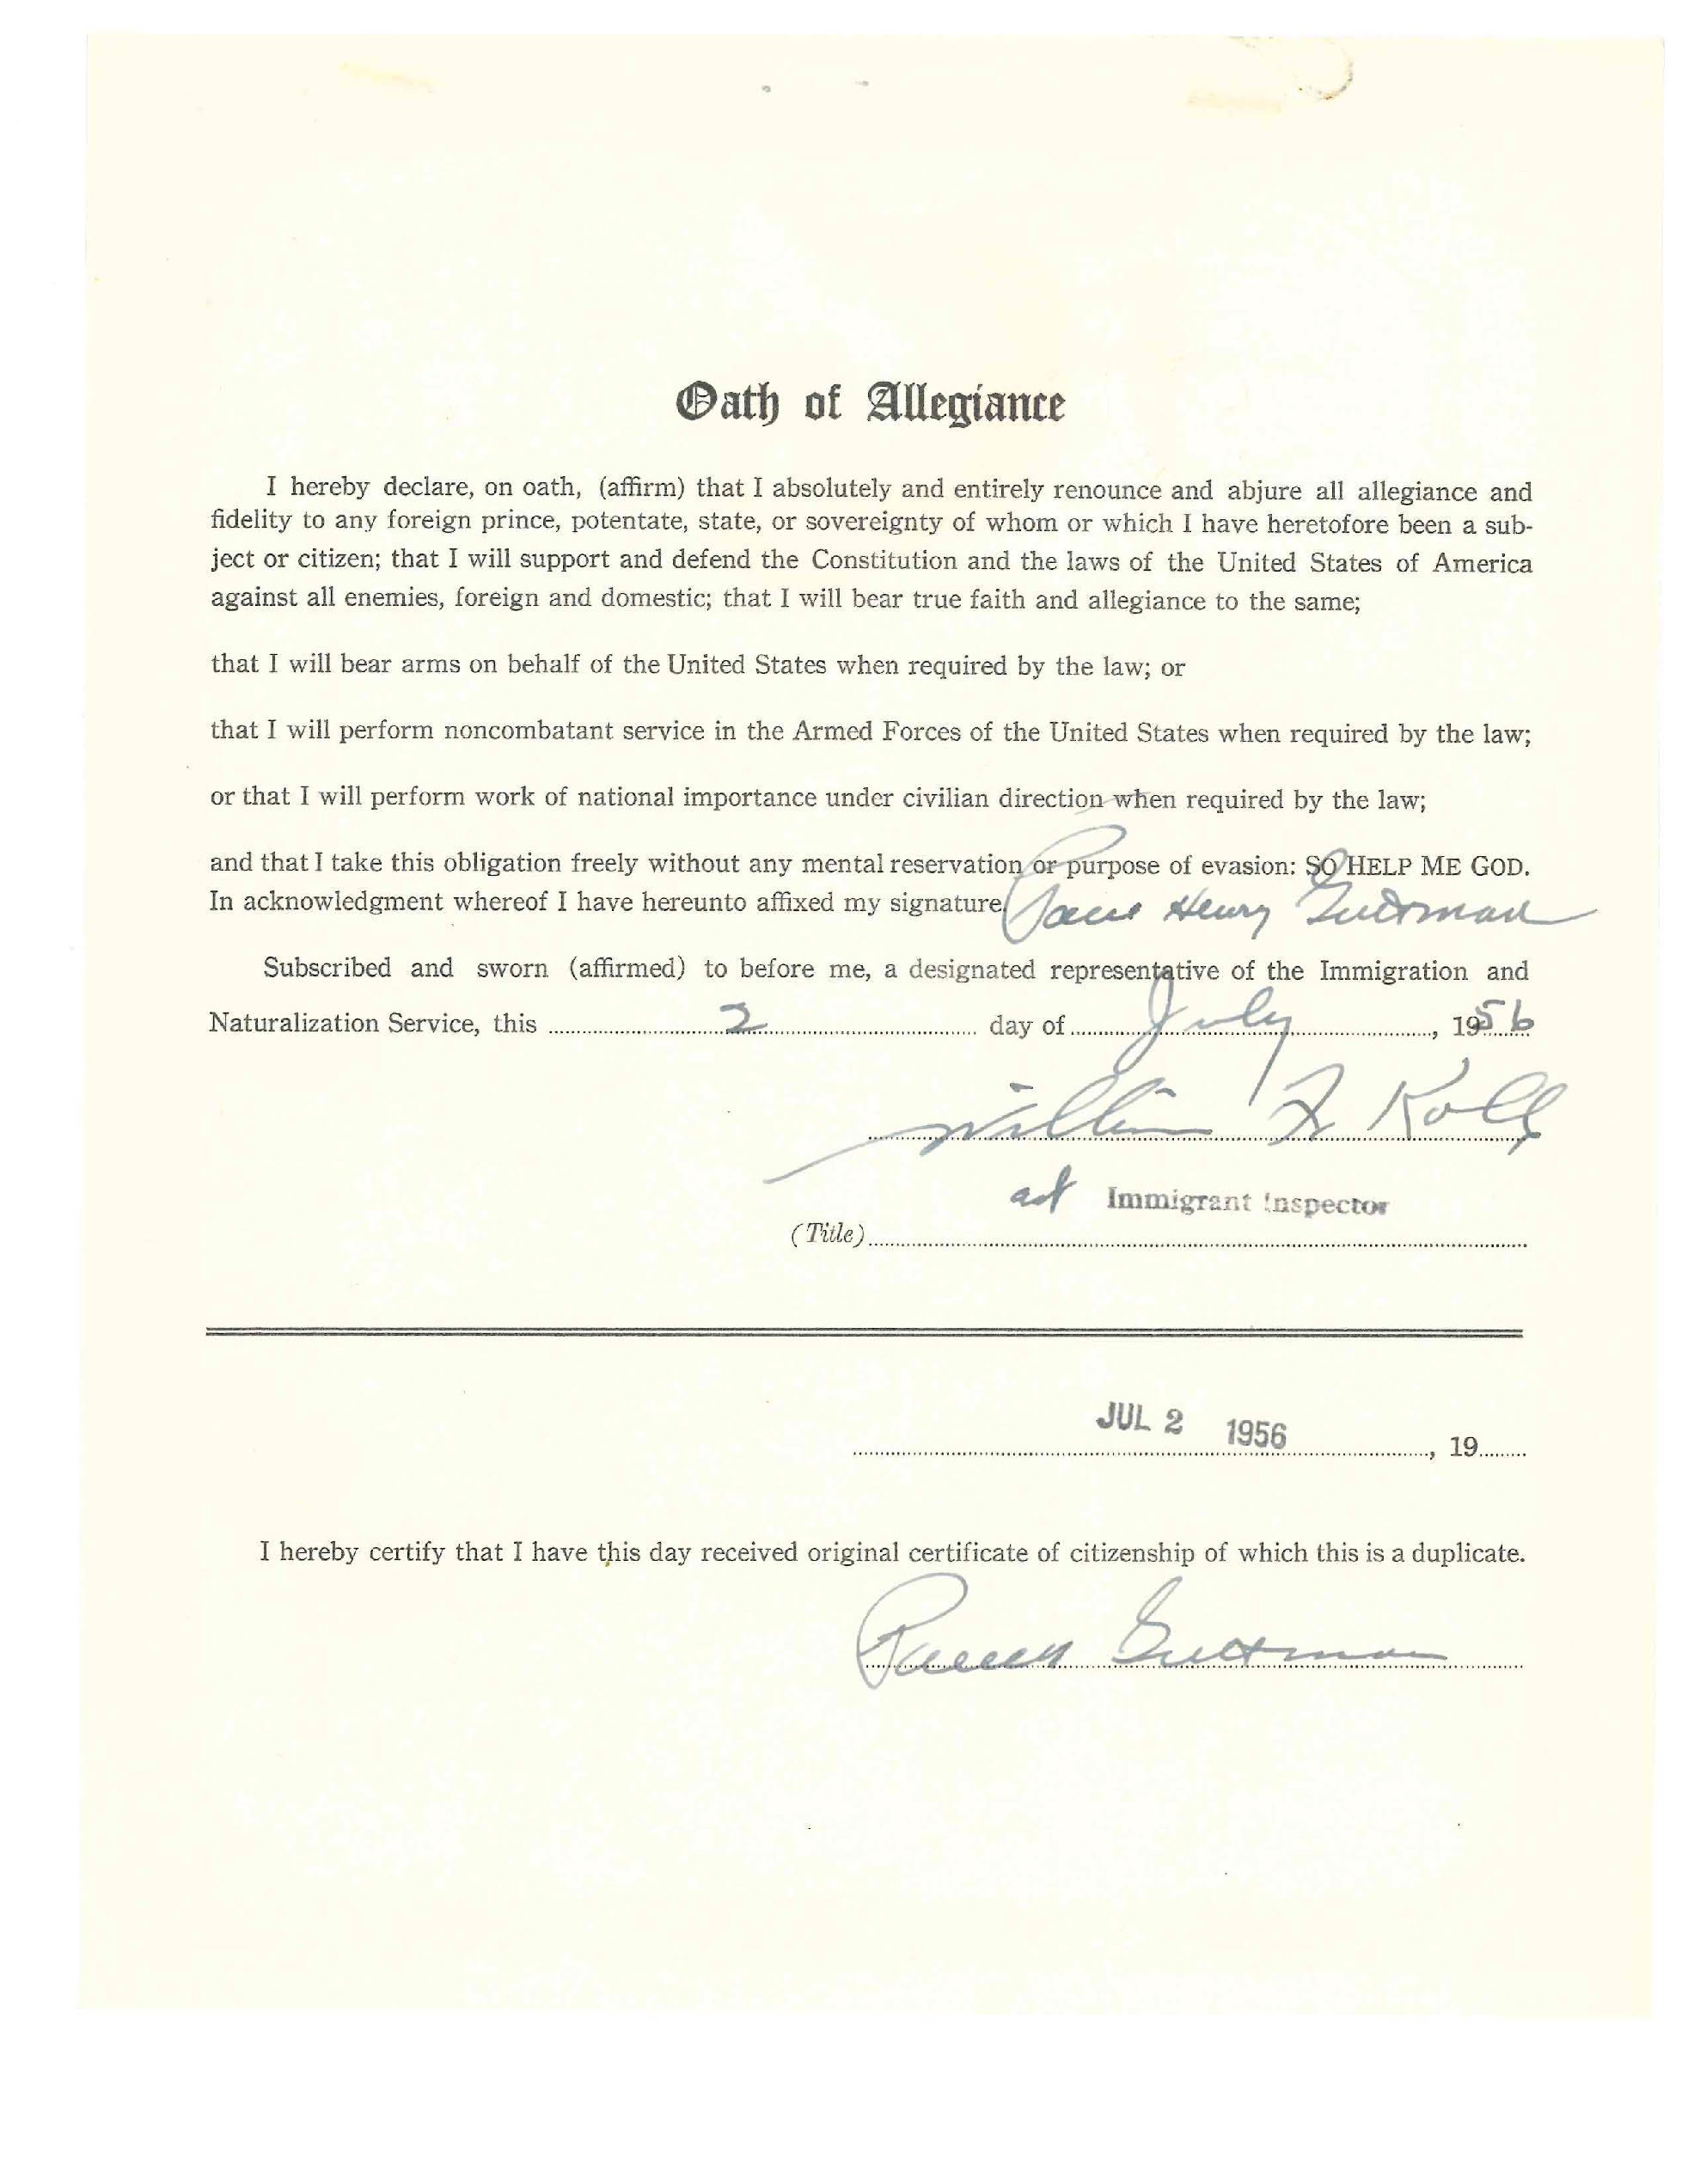 Oath of Allegiance
I hereby declare, on oath, (affirm) that I absolutely and entirely renounce and abjure all allegiance and
fidelity to any foreign prince, potentate, state, or sovereignty of whom or which I have heretofore been a sub-
ject or citizen; that I will support and defend the Constitution and the laws of the United States of America
against all enemies, foreign and domestic; that I will bear true faith and allegiance to the same;
that I will bear arms on behalf of the United States when required by the law; or
that I will perform noncombatant service in the Armed Forces of the United States when required by the law;
or that I will perform work of national importance under civilian direction when required by the law;
and that I take this obligation freely without any mental reservation or purpose of evasion: SO HELP ME GOD.
In acknowledgment whereof I have hereunto affixed my signature. Henry Guttman
Subscribed and sworn (affirmed) to before me, a designated representative of the Immigration and
Naturalization Service, this 2 day of July, 1956
William F Koll
act Immigrant Inspector
(Title)
JUL 2 1956, 19
I hereby certify that I have this day received original certificate of citizenship of which this is a duplicate.
Guttman